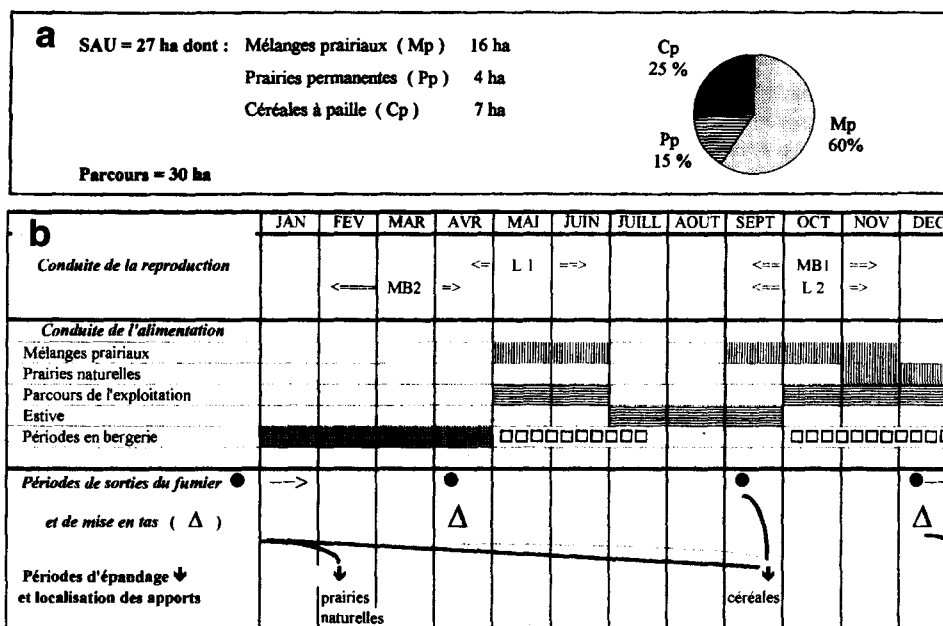 a
SAU = 27 ha dont : Mélanges prairiaux ( Mp ) 16 ha
Prairies permanentes ( Pp ) 4 ha
Céréales à paille ( Cp ) 7 ha
Parcours = 30 ha
Cp
25 %
Pp
15 %
Mp
60%
b
JAN FEV MAR AVR MAI JUIN JUILL AOUT SEPT OCT NOV DEC
Conduite de la reproduction
<= L 1 ==> <== MB1 ==>
<==== MB2 => <== L 2 =>
Conduite de l'alimentation
Mélanges prairiaux
Prairies naturelles
Parcours de l'exploitation
Estive
Périodes en bergerie
Périodes de sorties du fumier ● --->
et de mise en tas ( Δ ) Δ Δ
Périodes d'épandage
et localisation des apports
prairies
naturelles
céréales